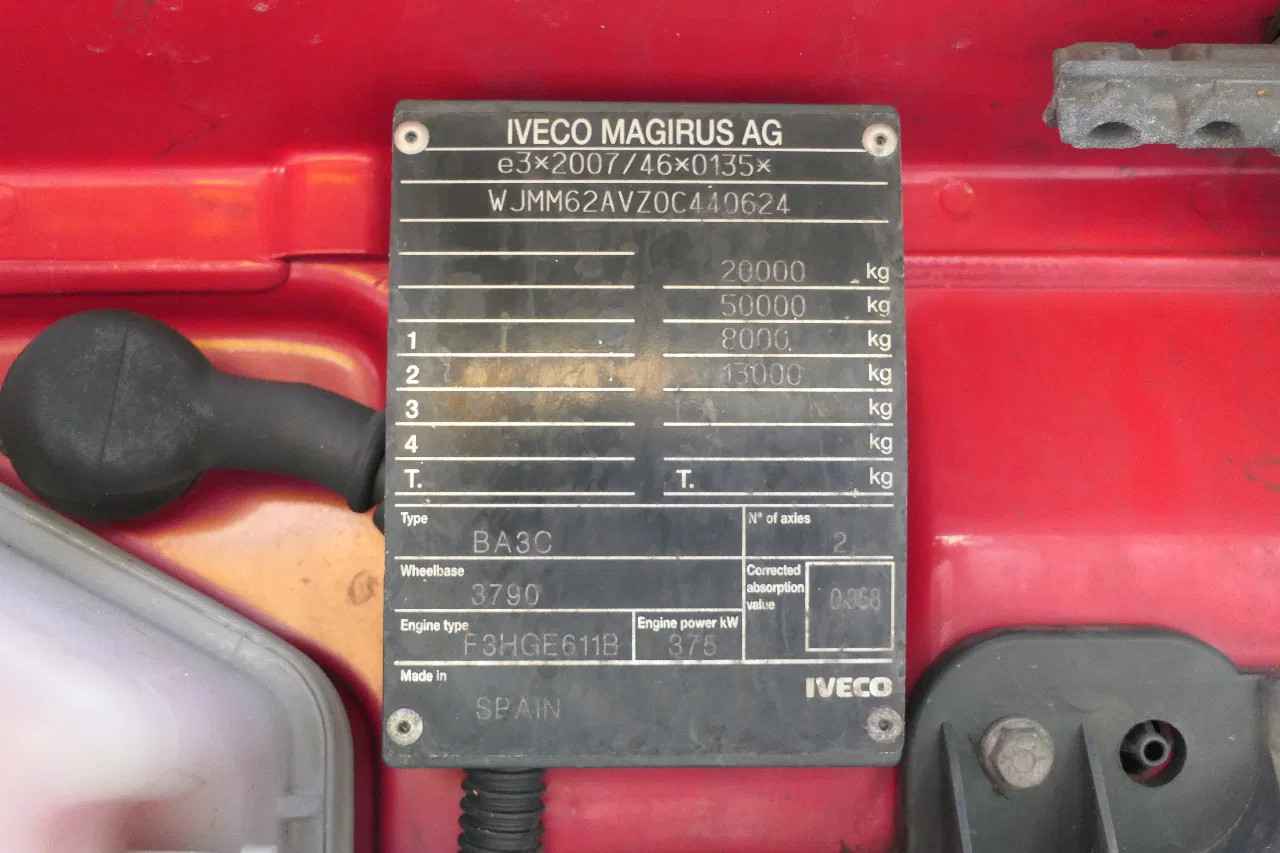 IVECO MAGIRUS AG
e3*2007/46*0135*
WJMM62AVZ0C440624
20000 kg
50000 kg
1 8000 kg
2 13000 kg
3 kg
4 kg
T. T. kg
Type BA3C N° of axles 2
Wheelbase 3790 Corrected absorption value
Engine type F3HGE611B Engine power kW 375
Made in SPAIN IVECO